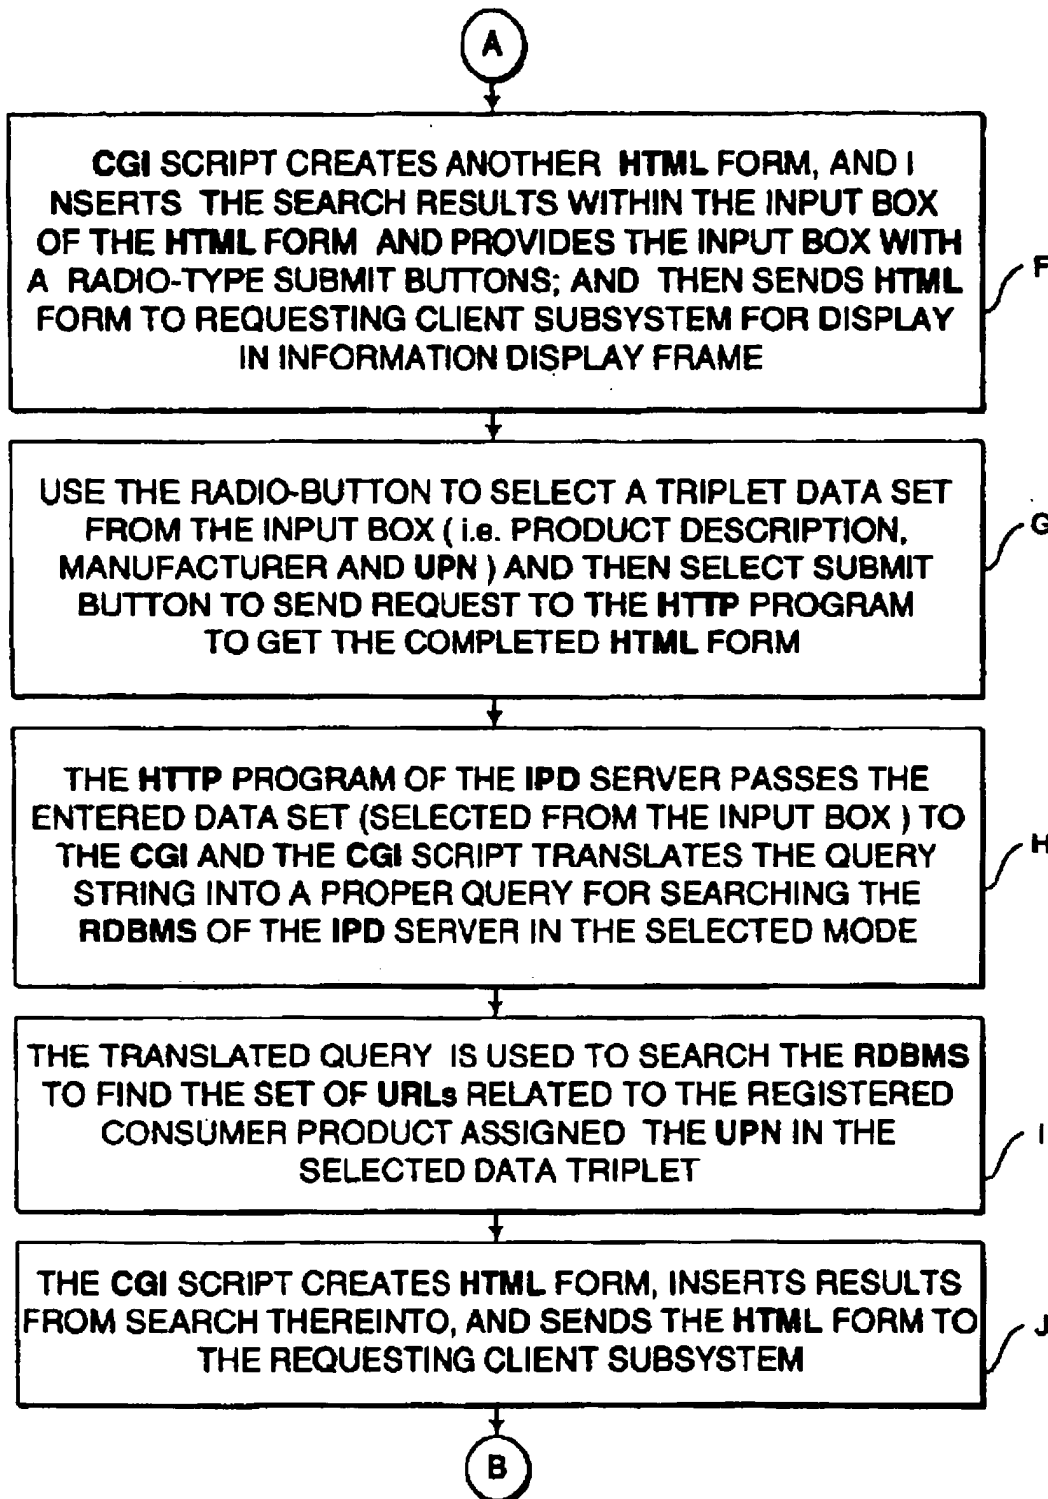 A
CGI SCRIPT CREATES ANOTHER HTML FORM, AND I
NSERTS THE SEARCH RESULTS WITHIN THE INPUT BOX
OF THE HTML FORM AND PROVIDES THE INPUT BOX WITH
A RADIO-TYPE SUBMIT BUTTONS; AND THEN SENDS HTML
FORM TO REQUESTING CLIENT SUBSYSTEM FOR DISPLAY
IN INFORMATION DISPLAY FRAME
F
USE THE RADIO-BUTTON TO SELECT A TRIPLET DATA SET
FROM THE INPUT BOX ( i.e. PRODUCT DESCRIPTION,
MANUFACTURER AND UPN ) AND THEN SELECT SUBMIT
BUTTON TO SEND REQUEST TO THE HTTP PROGRAM
TO GET THE COMPLETED HTML FORM
G
THE HTTP PROGRAM OF THE IPD SERVER PASSES THE
ENTERED DATA SET (SELECTED FROM THE INPUT BOX ) TO
THE CGI AND THE CGI SCRIPT TRANSLATES THE QUERY
STRING INTO A PROPER QUERY FOR SEARCHING THE
RDBMS OF THE IPD SERVER IN THE SELECTED MODE
H
THE TRANSLATED QUERY IS USED TO SEARCH THE RDBMS
TO FIND THE SET OF URLs RELATED TO THE REGISTERED
CONSUMER PRODUCT ASSIGNED THE UPN IN THE
SELECTED DATA TRIPLET
I
THE CGI SCRIPT CREATES HTML FORM, INSERTS RESULTS
FROM SEARCH THEREINTO, AND SENDS THE HTML FORM TO
THE REQUESTING CLIENT SUBSYSTEM
J
B